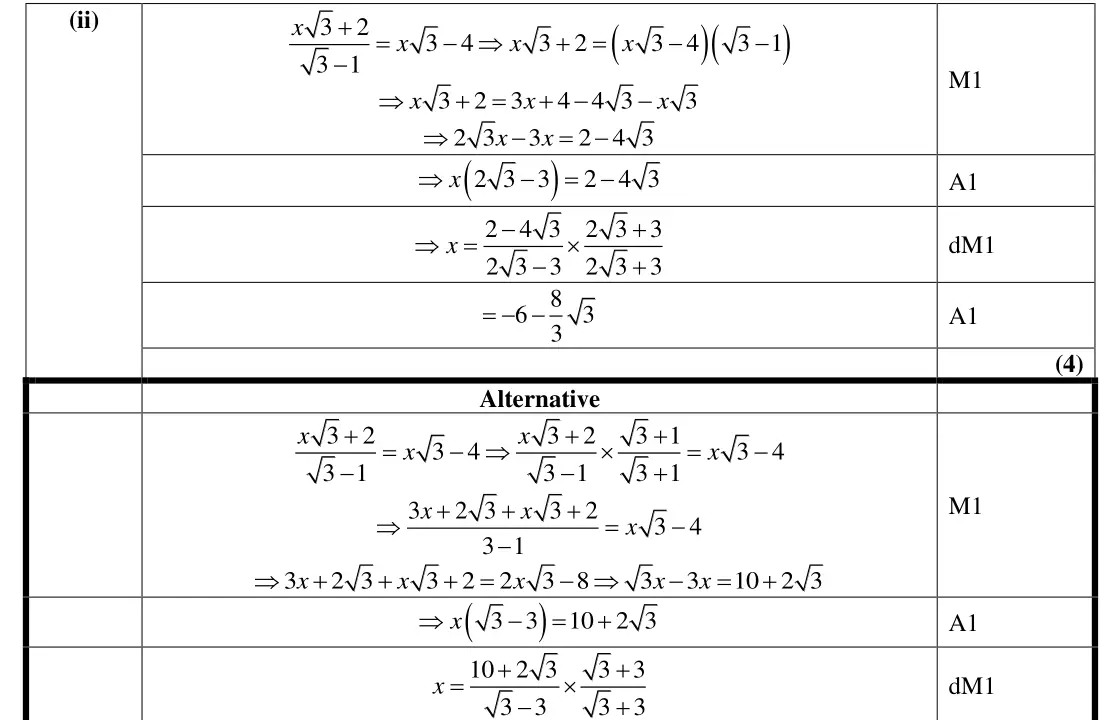 (ii)
(x√3 + 2)/(√3 − 1) = x√3 − 4 ⇒ x√3 + 2 = (x√3 − 4)(√3 − 1)
⇒ x√3 + 2 = 3x + 4 − 4√3 − x√3
M1
⇒ 2√3x − 3x = 2 − 4√3
⇒ x(2√3 − 3) = 2 − 4√3 A1
⇒ x = (2 − 4√3)/(2√3 − 3) × (2√3 + 3)/(2√3 + 3) dM1
= −6 − (8/3)√3 A1
(4)
Alternative
(x√3 + 2)/(√3 − 1) = x√3 − 4 ⇒ (x√3 + 2)/(√3 − 1) × (√3 + 1)/(√3 + 1) = x√3 − 4
⇒ (3x + 2√3 + x√3 + 2)/(3 − 1) = x√3 − 4
M1
⇒ 3x + 2√3 + x√3 + 2 = 2x√3 − 8 ⇒ √3x − 3x = 10 + 2√3
⇒ x(√3 − 3) = 10 + 2√3 A1
x = (10 + 2√3)/(√3 − 3) × (√3 + 3)/(√3 + 3) dM1